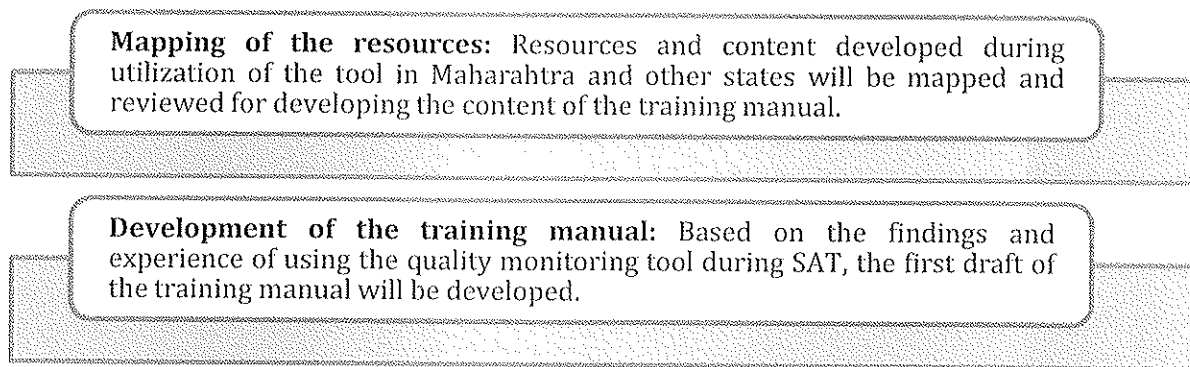 Mapping of the resources: Resources and content developed during
utilization of the tool in Maharahtra and other states will be mapped and
reviewed for developing the content of the training manual.
Development of the training manual: Based on the findings and
experience of using the quality monitoring tool during SAT, the first draft of
the training manual will be developed.